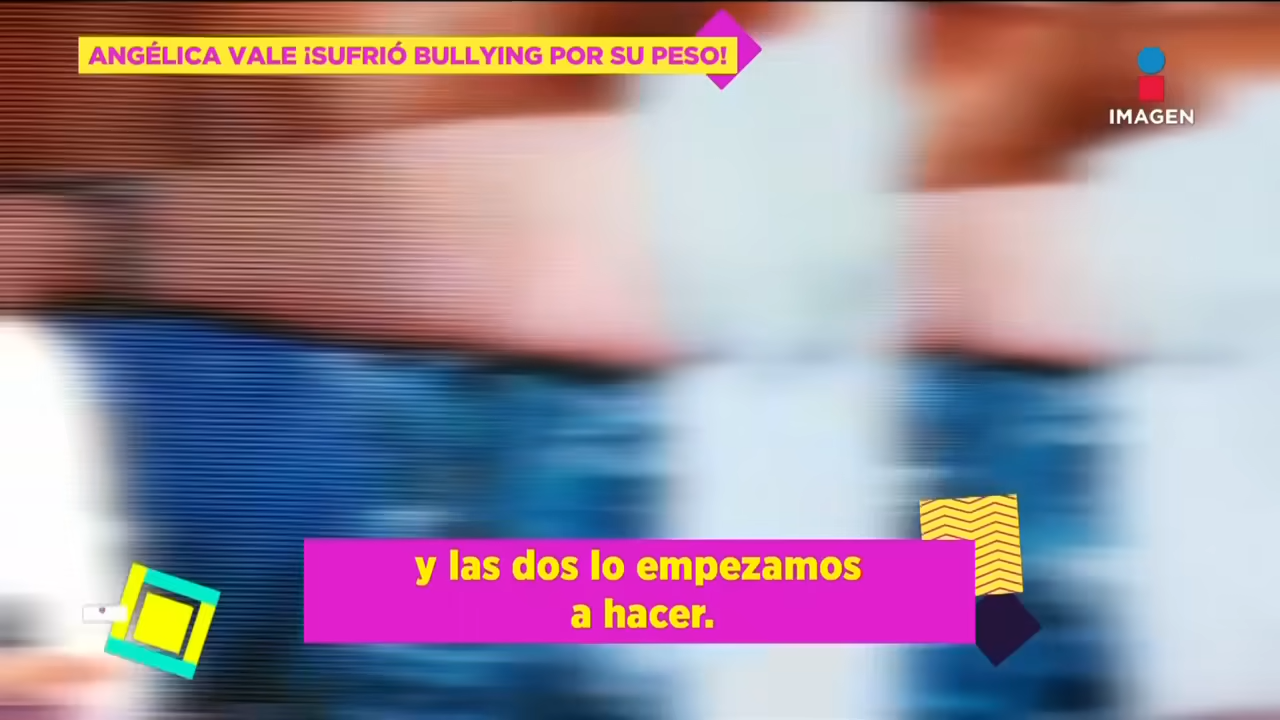 ANGÉLICA VALE ¡SUFRIÓ BULLYING POR SU PESO!
IMAGEN
y las dos lo empezamos
a hacer.